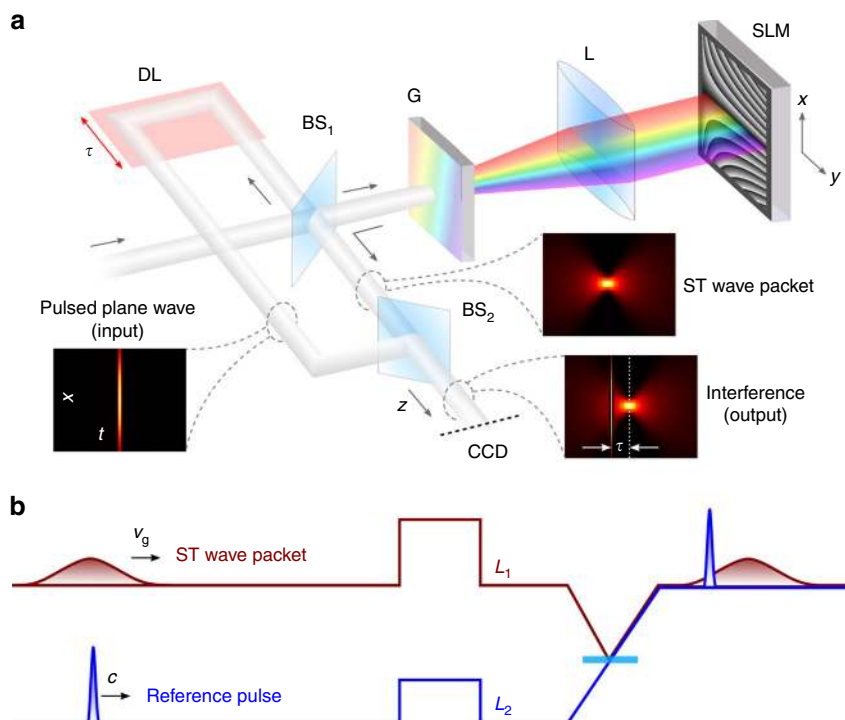 a
DL
τ
BS1
G
L
SLM
x
y
Pulsed plane wave
(input)
x
t
ST wave packet
BS2
Interference
(output)
τ
z
CCD
b
vg
ST wave packet
L1
c
Reference pulse
L2